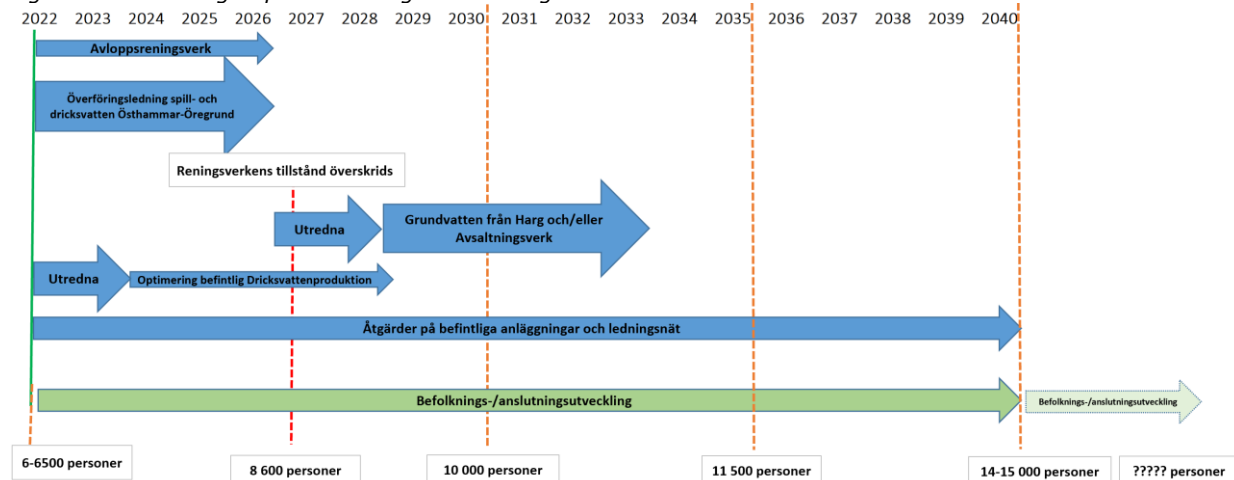 2022 2023 2024 2025 2026 2027 2028 2029 2030 2031 2032 2033 2034 2035 2036 2037 2038 2039 2040
Avloppsreningsverk
Överföringsledning spill- och
dricksvatten Östhammar-Öregrund
Reningsverkens tillstånd överskrids
Utredna
Grundvatten från Harg och/eller
Avsaltningsverk
Utredna
Optimering befintlig Dricksvattenproduktion
Åtgärder på befintliga anläggningar och ledningsnät
Befolknings-/anslutningsutveckling
Befolknings-/anslutningsutveckling
6-6500 personer
8 600 personer
10 000 personer
11 500 personer
14-15 000 personer
????? personer